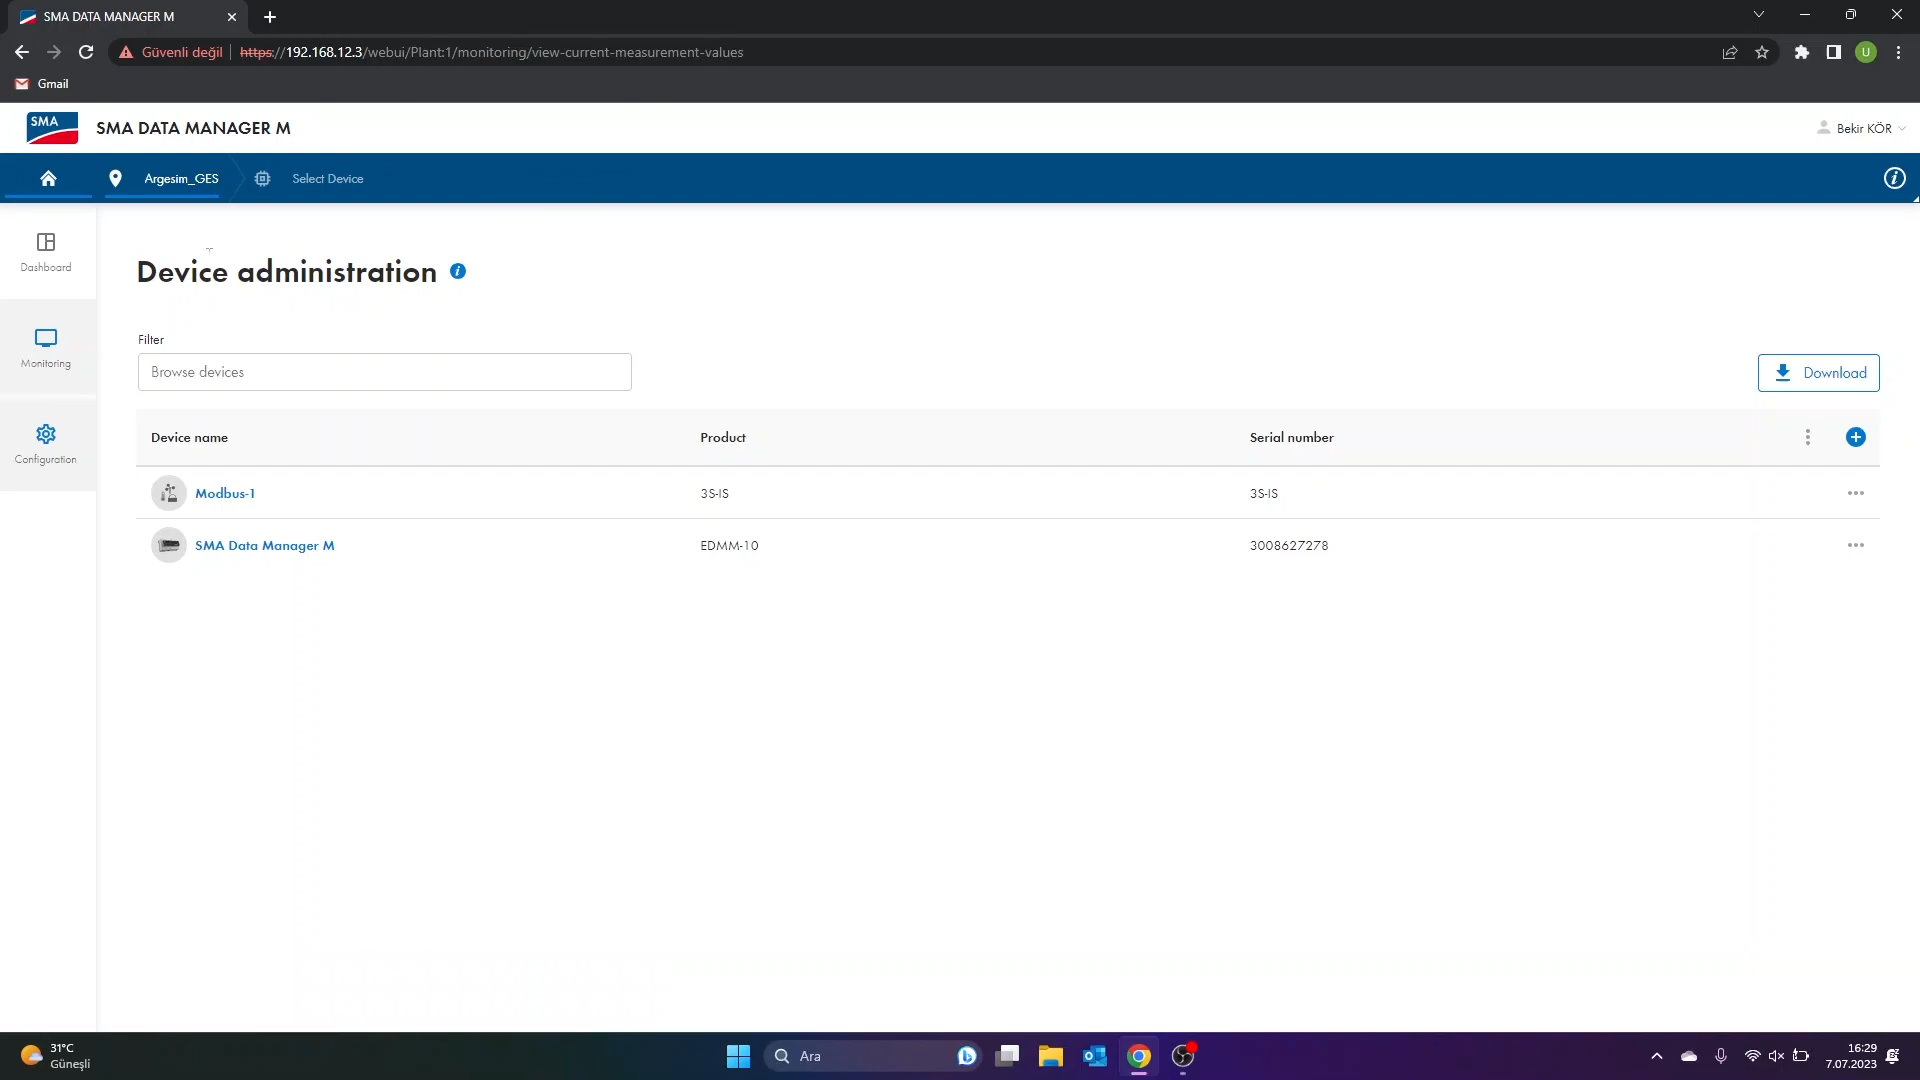 SMA DATA MANAGER M
Güvenli değil https://192.168.12.3/webui/Plant:1/monitoring/view-current-measurement-values
U
Gmail
SMA SMA DATA MANAGER M
Bekir KÖR
Argesim_GES Select Device
i
Dashboard
Monitoring
Configuration
Device administration i
Filter
Browse devices
Download
Device name Product Serial number
Modbus-1 3S-IS 3S-IS
SMA Data Manager M EDMM-10 3008627278
31°C
Güneşli
Ara
16:29
7.07.2023